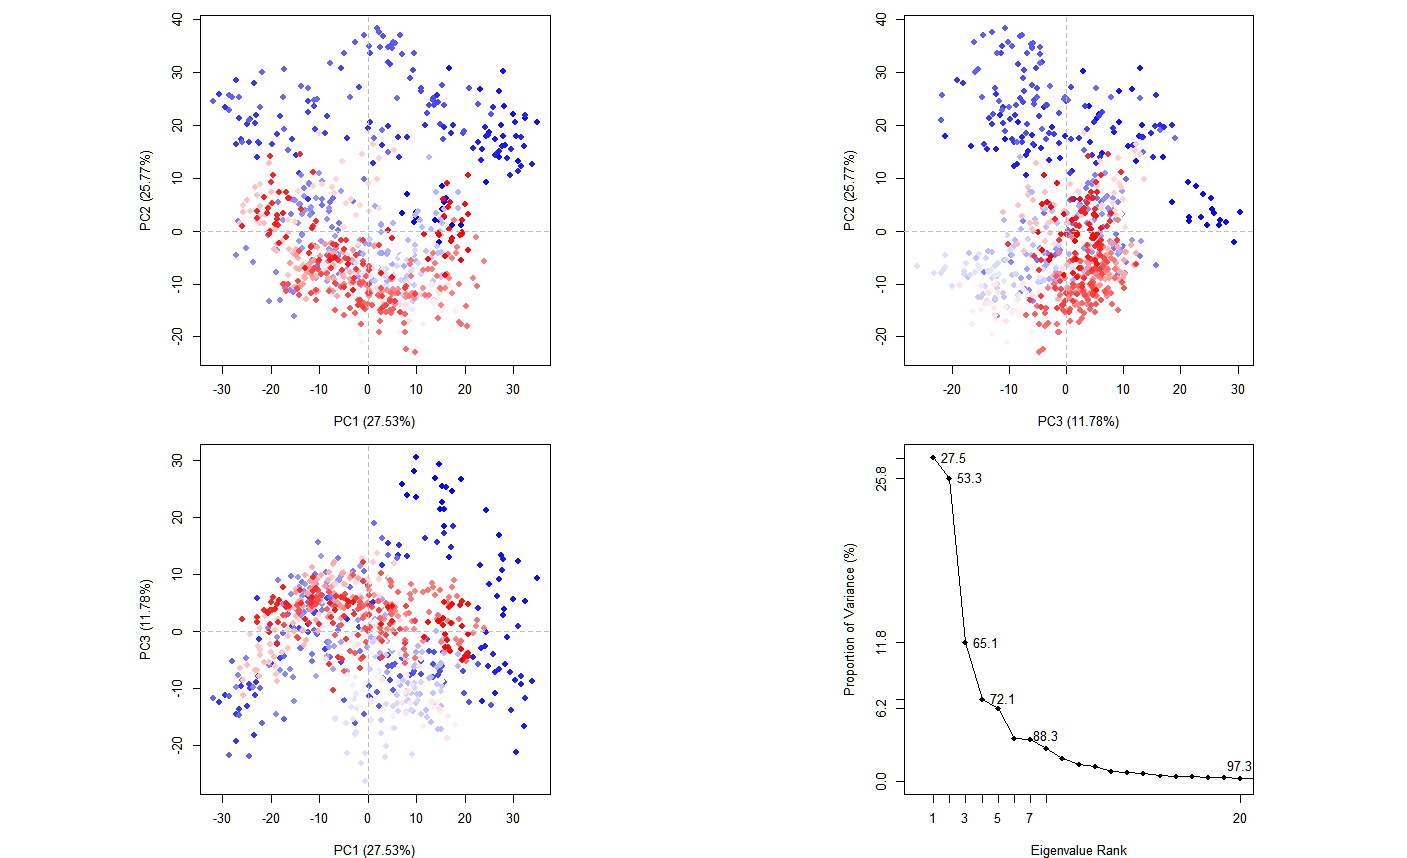 40
30
20
10
0
-10
-20
PC2 (25.77%)
-30 -20 -10 0 10 20 30
PC1 (27.53%)
40
30
20
10
0
-10
-20
PC2 (25.77%)
-20 -10 0 10 20 30
PC3 (11.78%)
30
20
10
0
-10
-20
PC3 (11.78%)
-30 -20 -10 0 10 20 30
PC1 (27.53%)
25.8
11.8
6.2
0.0
Proportion of Variance (%)
27.5
53.3
65.1
72.1
88.3
97.3
1 3 5 7 20
Eigenvalue Rank